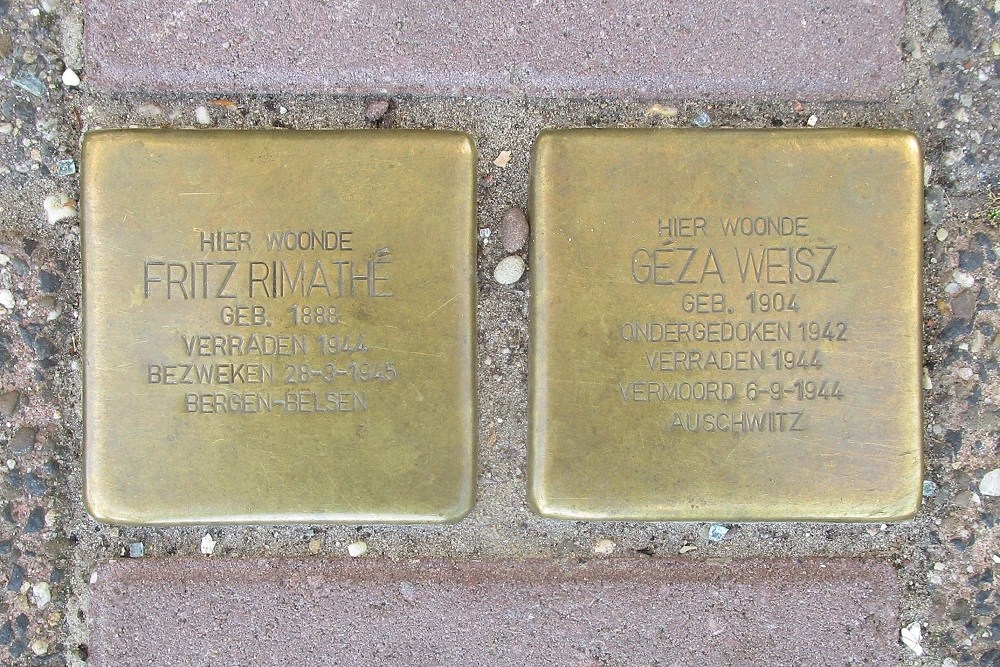 HIER WOONDE
FRITZ RIMATHÉ
GEB. 1888
VERRADEN 1944
BEZWEKEN 28-3-1945
BERGEN-BELSEN
HIER WOONDE
GÉZA WEISZ
GEB. 1904
ONDERGEDOKEN 1942
VERRADEN 1944
VERMOORD 6-9-1944
AUSCHWIITZ